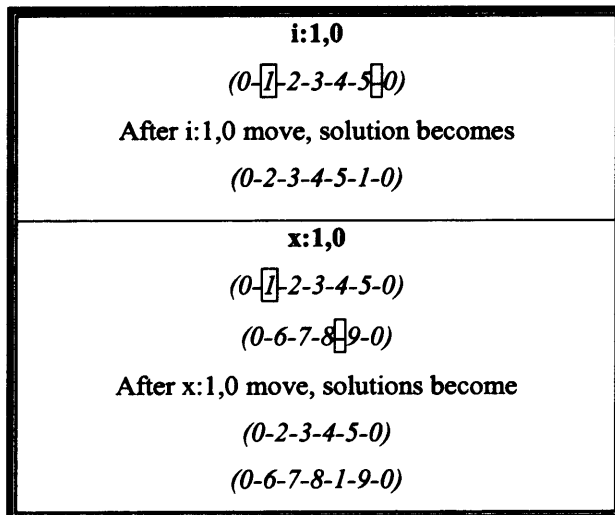 i:1,0
(0-1-2-3-4-5-0)
After i:1,0 move, solution becomes
(0-2-3-4-5-1-0)
x:1,0
(0-1-2-3-4-5-0)
(0-6-7-8-9-0)
After x:1,0 move, solutions become
(0-2-3-4-5-0)
(0-6-7-8-1-9-0)